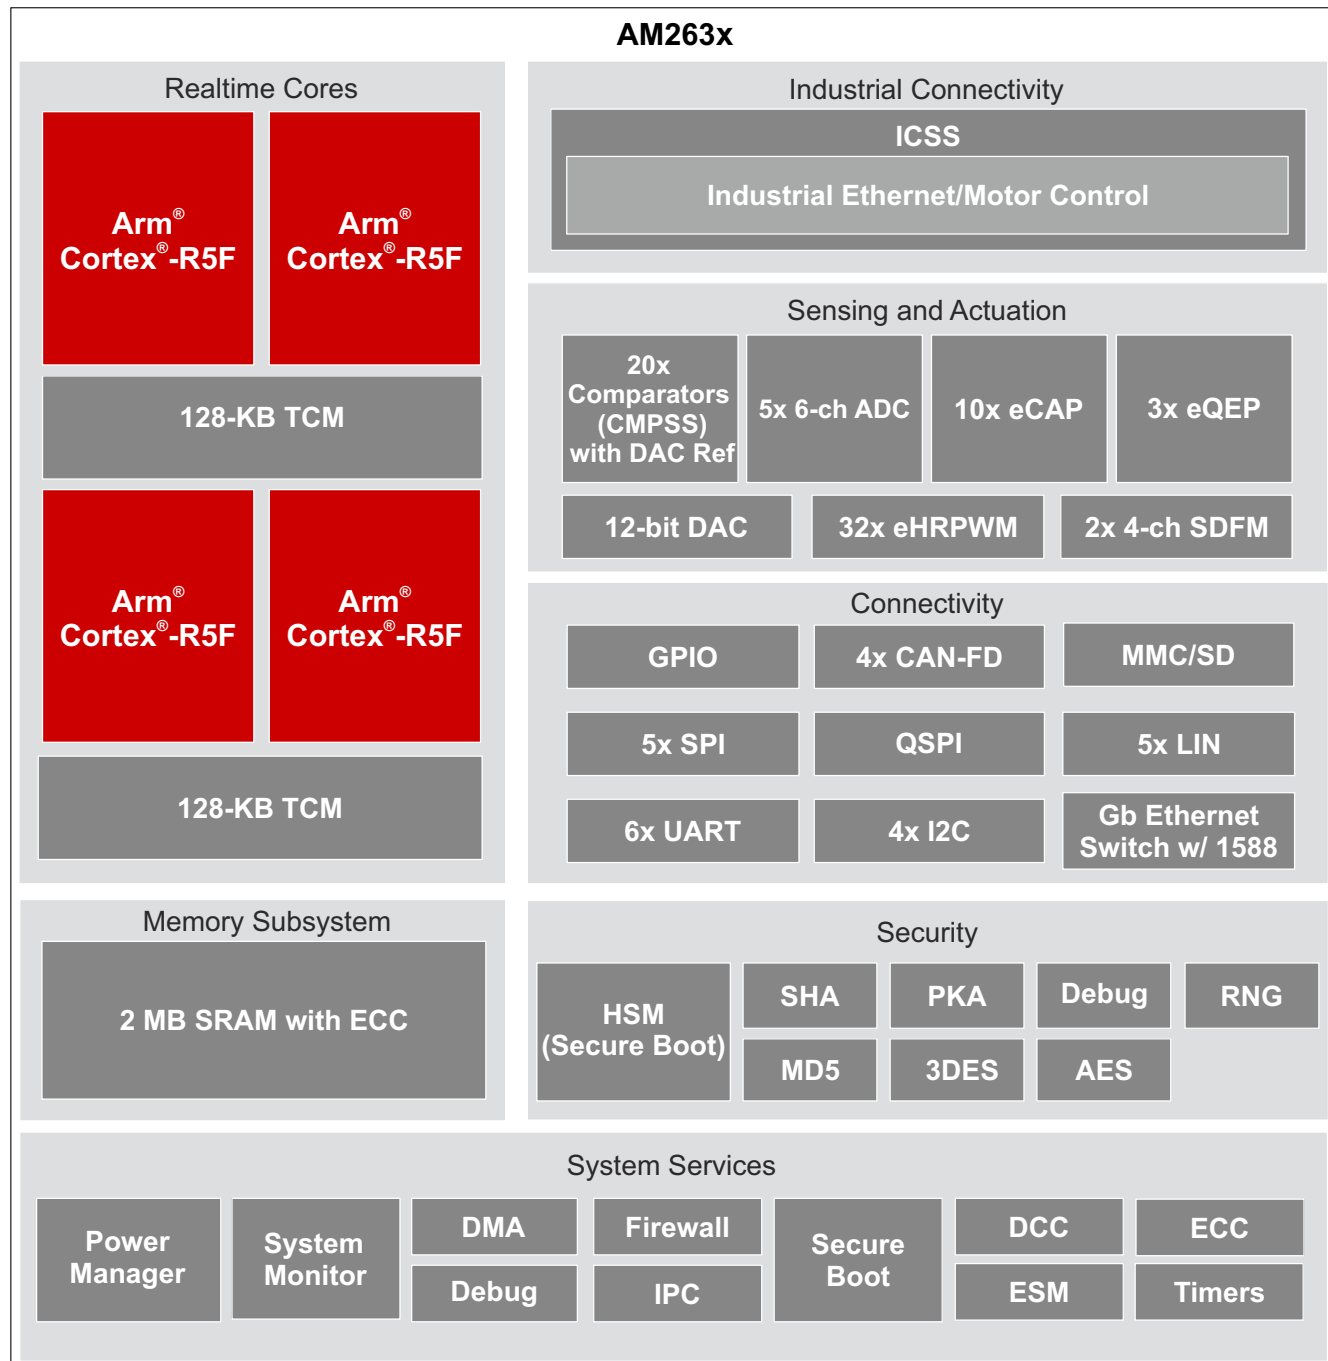 AM263x
Realtime Cores
Arm®
Cortex®-R5F
Arm®
Cortex®-R5F
128-KB TCM
Arm®
Cortex®-R5F
Arm®
Cortex®-R5F
128-KB TCM
Memory Subsystem
2 MB SRAM with ECC
Industrial Connectivity
ICSS
Industrial Ethernet/Motor Control
Sensing and Actuation
20x
Comparators
(CMPSS)
with DAC Ref
5x 6-ch ADC
10x eCAP
3x eQEP
12-bit DAC
32x eHRPWM
2x 4-ch SDFM
Connectivity
GPIO
4x CAN-FD
MMC/SD
5x SPI
QSPI
5x LIN
6x UART
4x I2C
Gb Ethernet
Switch w/ 1588
Security
HSM
(Secure Boot)
SHA
PKA
Debug
RNG
MD5
3DES
AES
System Services
Power
Manager
System
Monitor
DMA
Debug
Firewall
IPC
Secure
Boot
DCC
ESM
ECC
Timers